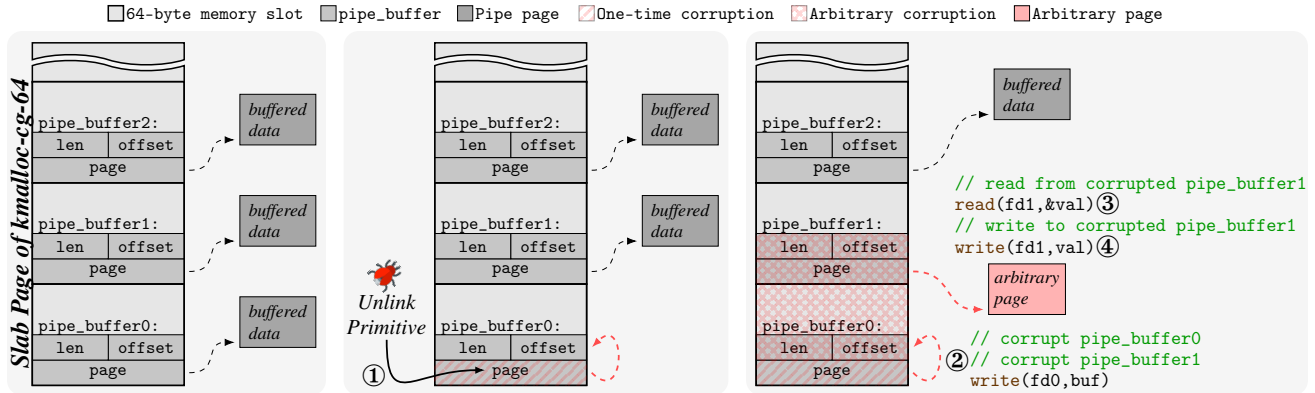 64-byte memory slot pipe_buffer Pipe page One-time corruption Arbitrary corruption Arbitrary page
Slab Page of kmalloc-cg-64
pipe_buffer2:
len offset
page
buffered
data
pipe_buffer1:
len offset
page
buffered
data
pipe_buffer0:
len offset
page
buffered
data
pipe_buffer2:
len offset
page
buffered
data
pipe_buffer1:
len offset
page
buffered
data
Unlink
Primitive
①
pipe_buffer0:
len offset
page
pipe_buffer2:
len offset
page
buffered
data
// read from corrupted pipe_buffer1
read(fd1,&val)③
// write to corrupted pipe_buffer1
write(fd1,val)④
pipe_buffer1:
len offset
page
arbitrary
page
pipe_buffer0:
len offset
page
②
// corrupt pipe_buffer0
// corrupt pipe_buffer1
write(fd0,buf)